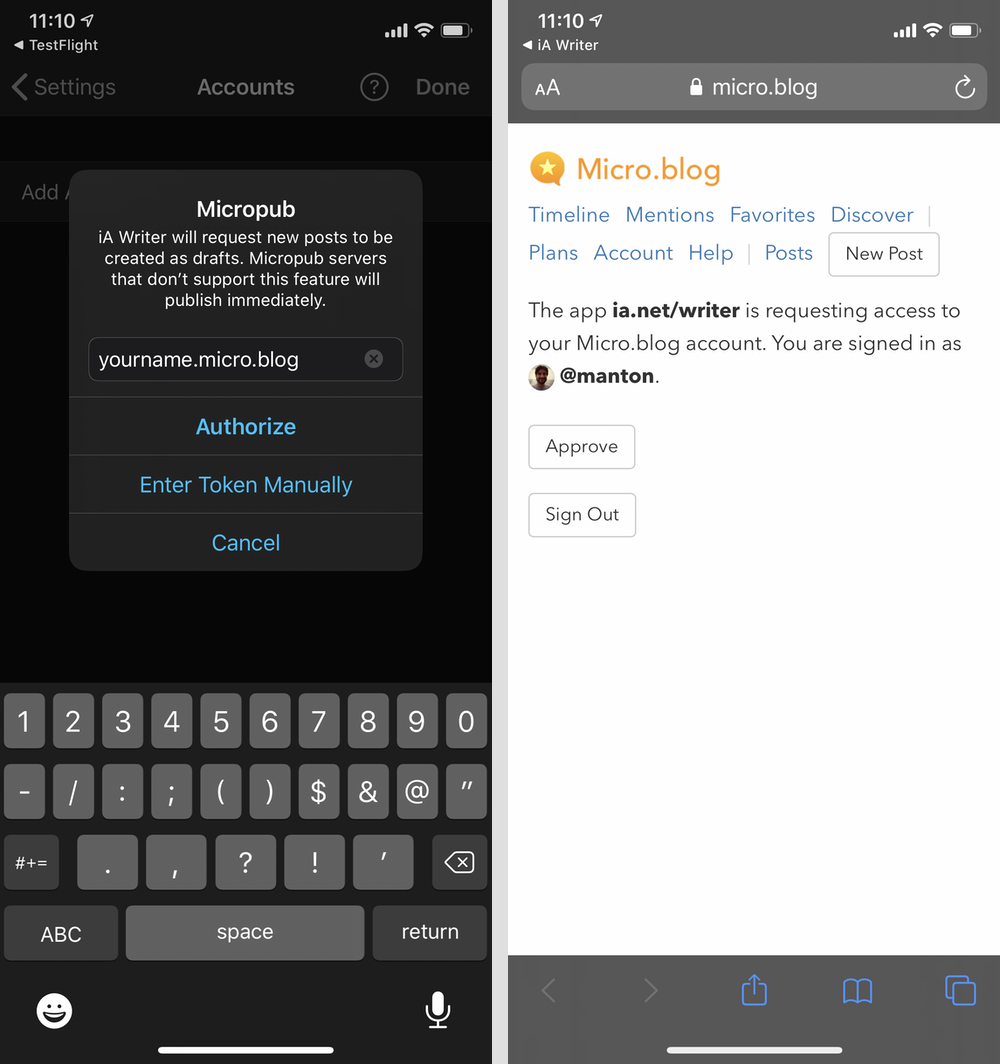 11:10
◀ TestFlight
Settings
Accounts
?
Done
Add A
Micropub
iA Writer will request new posts to be
created as drafts. Micropub servers
that don’t support this feature will
publish immediately.
yourname.micro.blog
Authorize
Enter Token Manually
Cancel
1 2 3 4 5 6 7 8 9 0
- / : ; ( ) $ & @ ”
#+= . , ? ! ’
ABC space return
11:10
◀ iA Writer
AA micro.blog
Micro.blog
Timeline Mentions Favorites Discover |
Plans Account Help | Posts New Post
The app ia.net/writer is requesting access to
your Micro.blog account. You are signed in as
@manton.
Approve
Sign Out